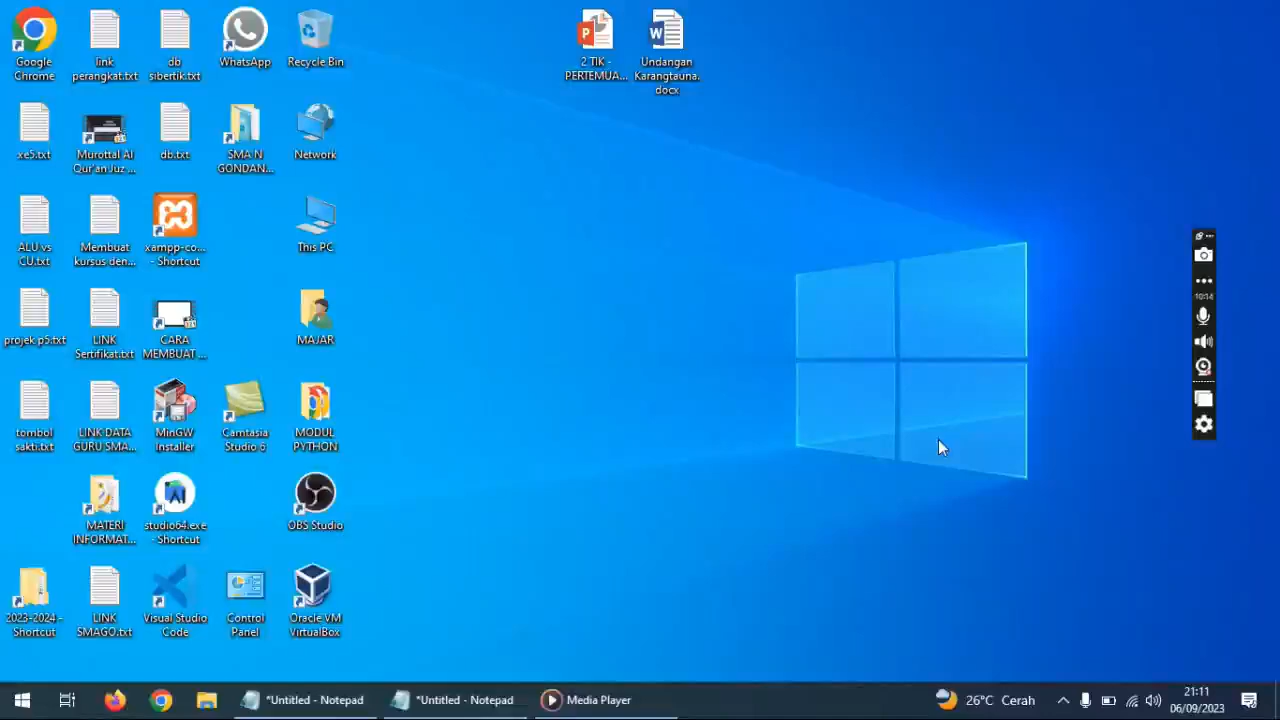 Google
Chrome
link
perangkat.txt
db
sibertik.txt
WhatsApp
Recycle Bin
2 TIK -
PERTEMUA...
Undangan
Karangtauna.
docx
xe5.txt
Murottal Al
Qur'an Juz ...
db.txt
SMA N
GONDAN...
Network
ALU vs
CU.txt
Membuat
kursus den...
xampp-co...
- Shortcut
This PC
projek p5.txt
LINK
Sertifikat.txt
CARA
MEMBUAT ...
MAJAR
tombol
sakti.txt
LINK DATA
GURU SMA...
MinGW
Installer
Camtasia
Studio 6
MODUL
PYTHON
MATERI
INFORMAT...
studio64.exe
- Shortcut
OBS Studio
2023-2024 -
Shortcut
LINK
SMAGO.txt
Visual Studio
Code
Control
Panel
Oracle VM
VirtualBox
10:14
*Untitled - Notepad
*Untitled - Notepad
Media Player
26°C Cerah
21:11
06/09/2023